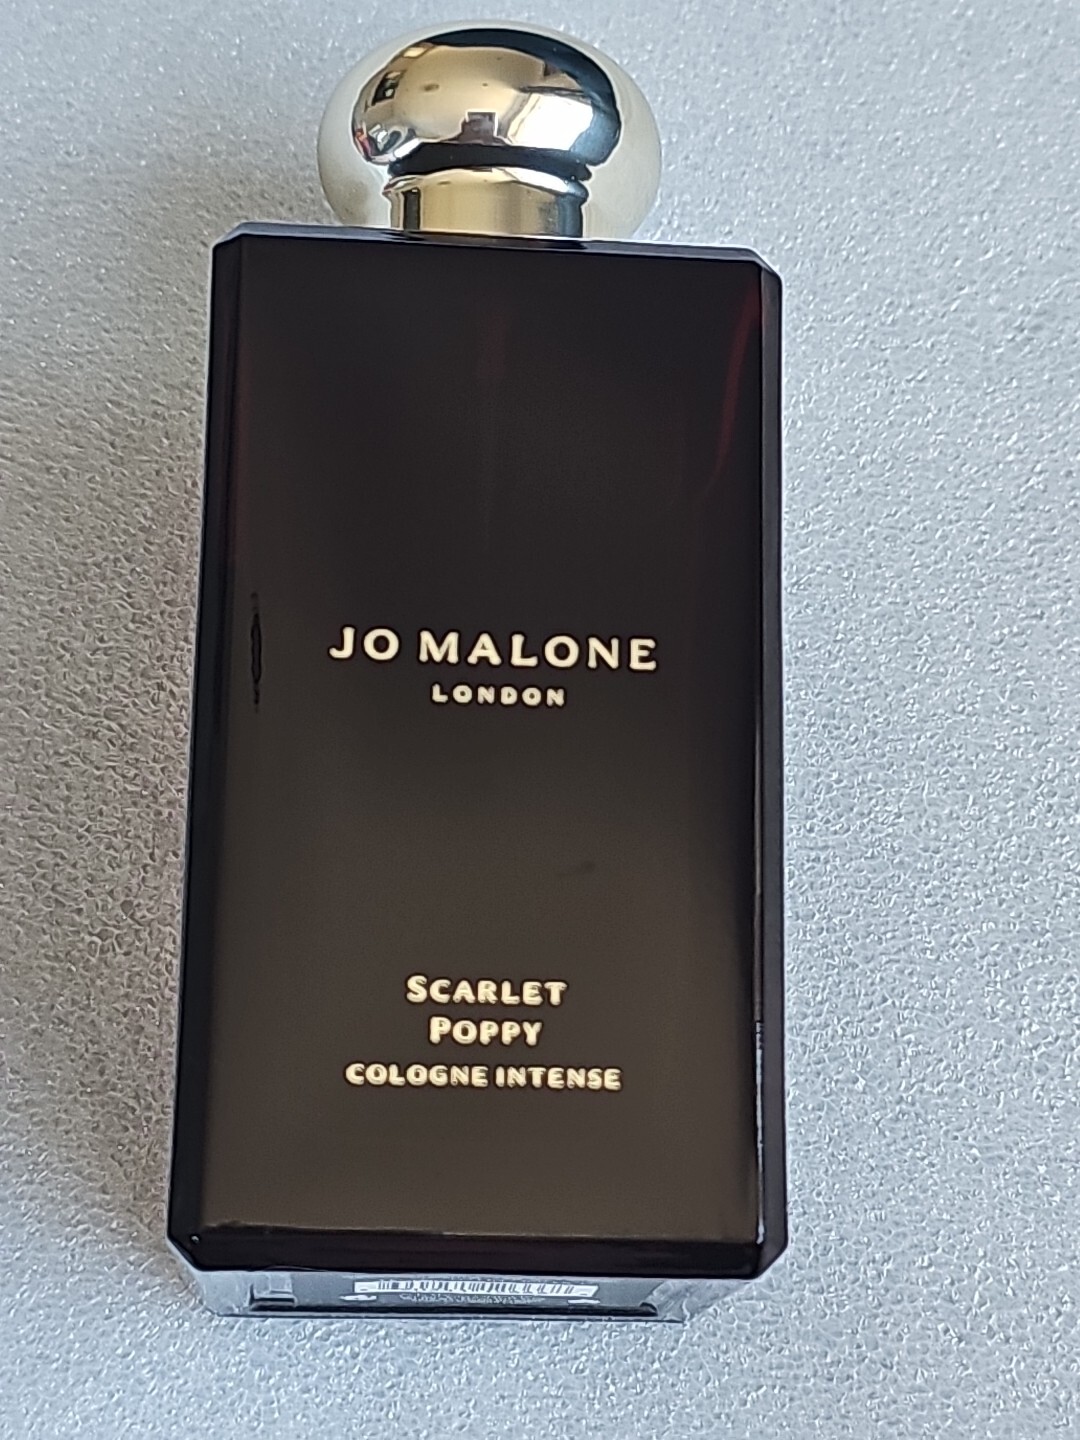 JO MALONE
LONDON
SCARLET
POPPY
COLOGNE INTENSE